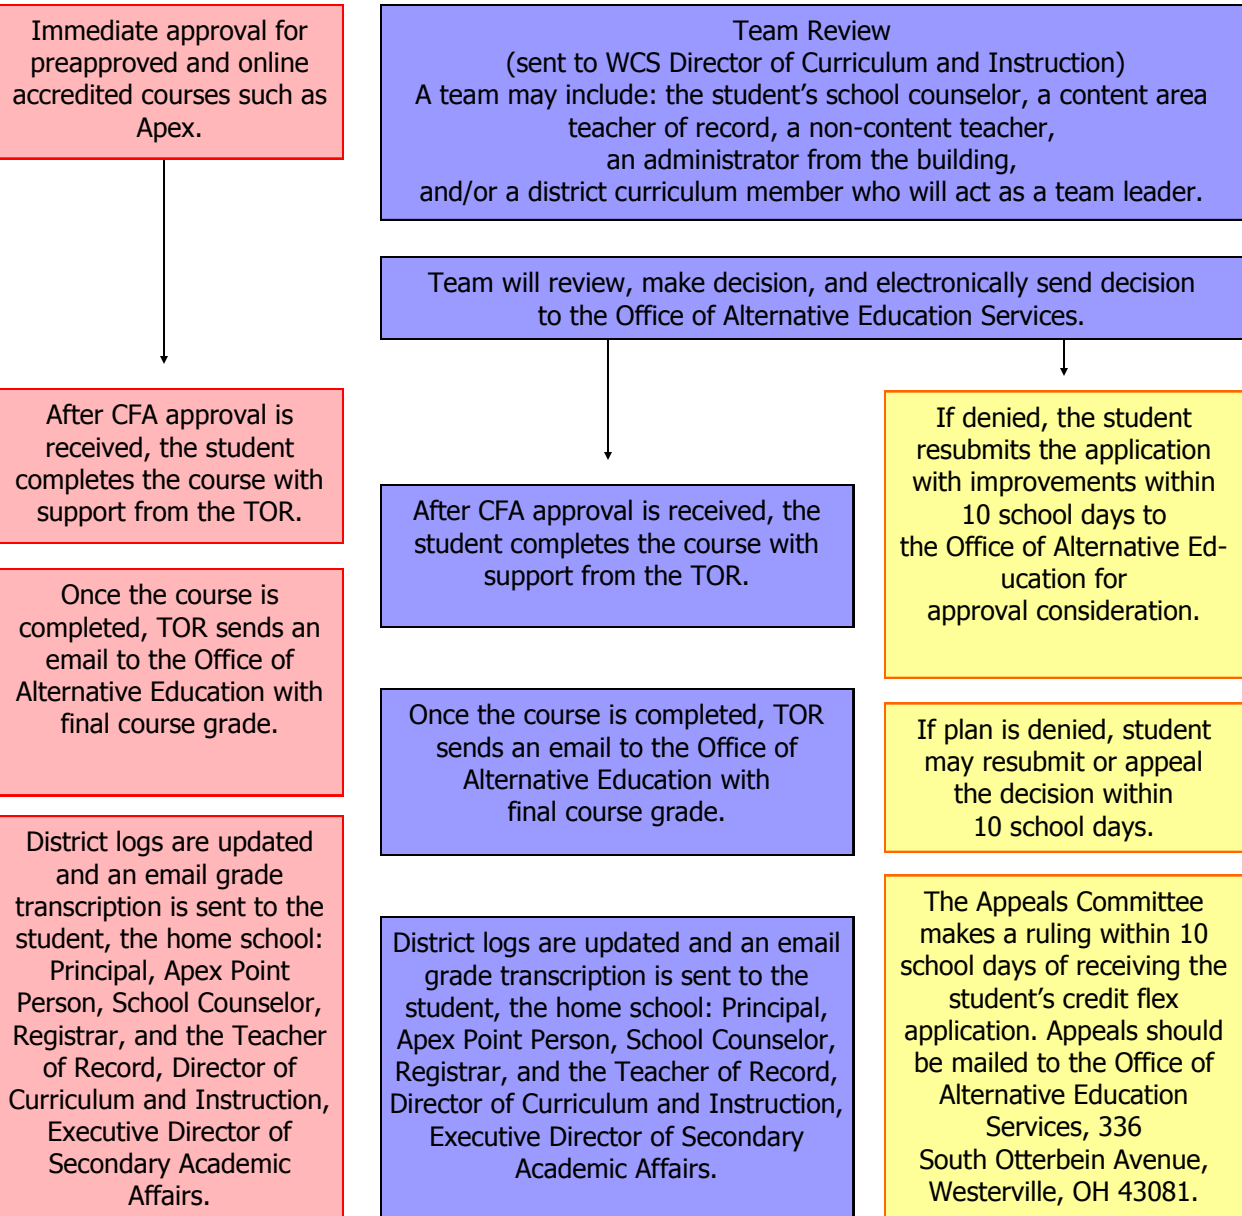 Immediate approval for
preapproved and online
accredited courses such as
Apex.
Team Review
(sent to WCS Director of Curriculum and Instruction)
A team may include: the student’s school counselor, a content area
teacher of record, a non-content teacher,
an administrator from the building,
and/or a district curriculum member who will act as a team leader.
Team will review, make decision, and electronically send decision
to the Office of Alternative Education Services.
After CFA approval is
received, the student
completes the course with
support from the TOR.
Once the course is
completed, TOR sends an
email to the Office of
Alternative Education with
final course grade.
District logs are updated
and an email grade
transcription is sent to the
student, the home school:
Principal, Apex Point
Person, School Counselor,
Registrar, and the Teacher
of Record, Director of
Curriculum and Instruction,
Executive Director of
Secondary Academic
Affairs.
After CFA approval is received, the
student completes the course with
support from the TOR.
Once the course is completed, TOR
sends an email to the Office of
Alternative Education with
final course grade.
District logs are updated and an email
grade transcription is sent to the
student, the home school: Principal,
Apex Point Person, School Counselor,
Registrar, and the Teacher of Record,
Director of Curriculum and Instruction,
Executive Director of Secondary
Academic Affairs.
If denied, the student
resubmits the application
with improvements within
10 school days to
the Office of Alternative Ed-
ucation for
approval consideration.
If plan is denied, student
may resubmit or appeal
the decision within
10 school days.
The Appeals Committee
makes a ruling within 10
school days of receiving the
student’s credit flex
application. Appeals should
be mailed to the Office of
Alternative Education
Services, 336
South Otterbein Avenue,
Westerville, OH 43081.